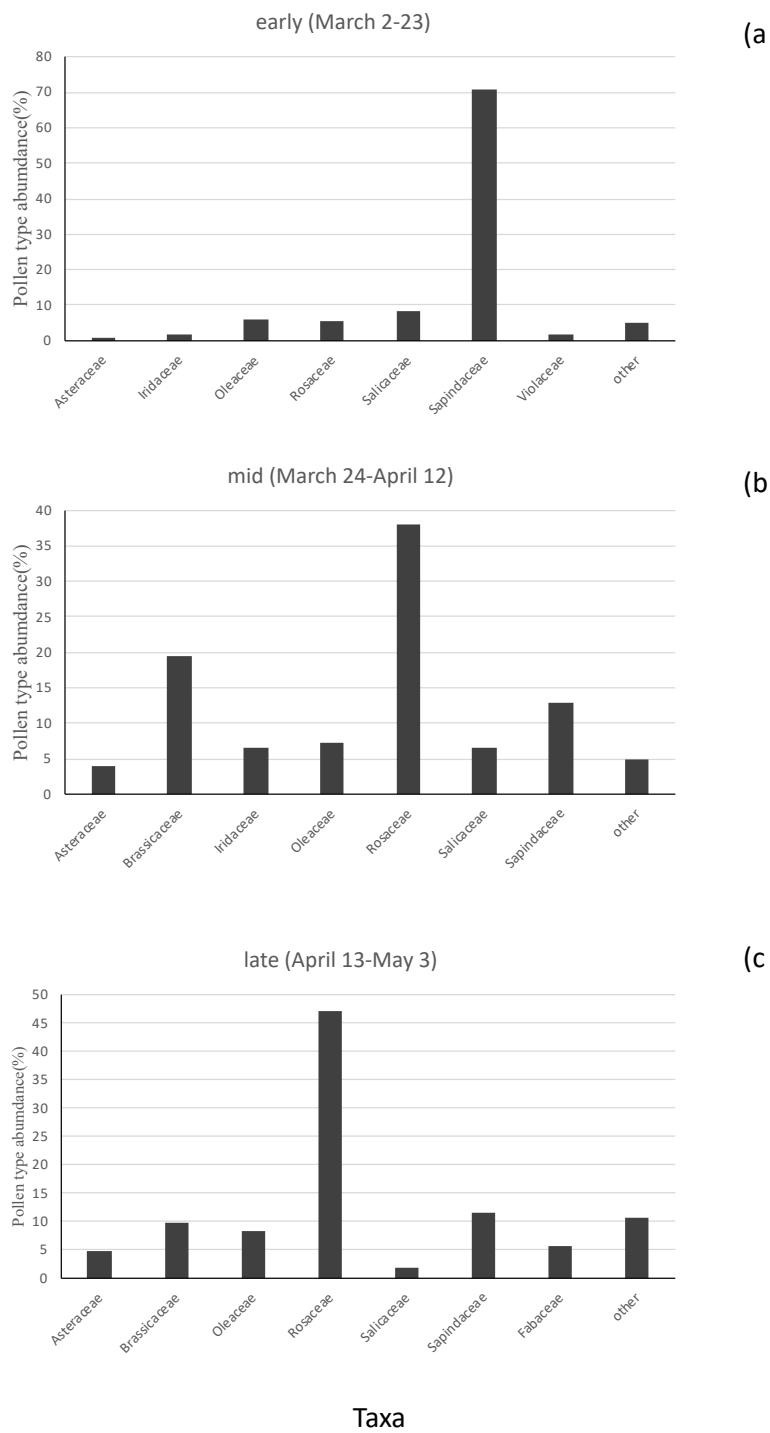 early (March 2-23)
(a
Pollen type abumdance(%)
80
70
60
50
40
30
20
10
0
Asteraceae
Iridaceae
Oleaceae
Rosaceae
Salicaceae
Sapindaceae
Violaceae
other
mid (March 24-April 12)
(b
Pollen type abumdance(%)
40
35
30
25
20
15
10
5
0
Asteraceae
Brassicaceae
Iridaceae
Oleaceae
Rosaceae
Salicaceae
Sapindaceae
other
late (April 13-May 3)
(c
Pollen type abumdance(%)
50
45
40
35
30
25
20
15
10
5
0
Asteraceae
Brassicaceae
Oleaceae
Rosaceae
Salicaceae
Sapindaceae
Fabaceae
other
Taxa